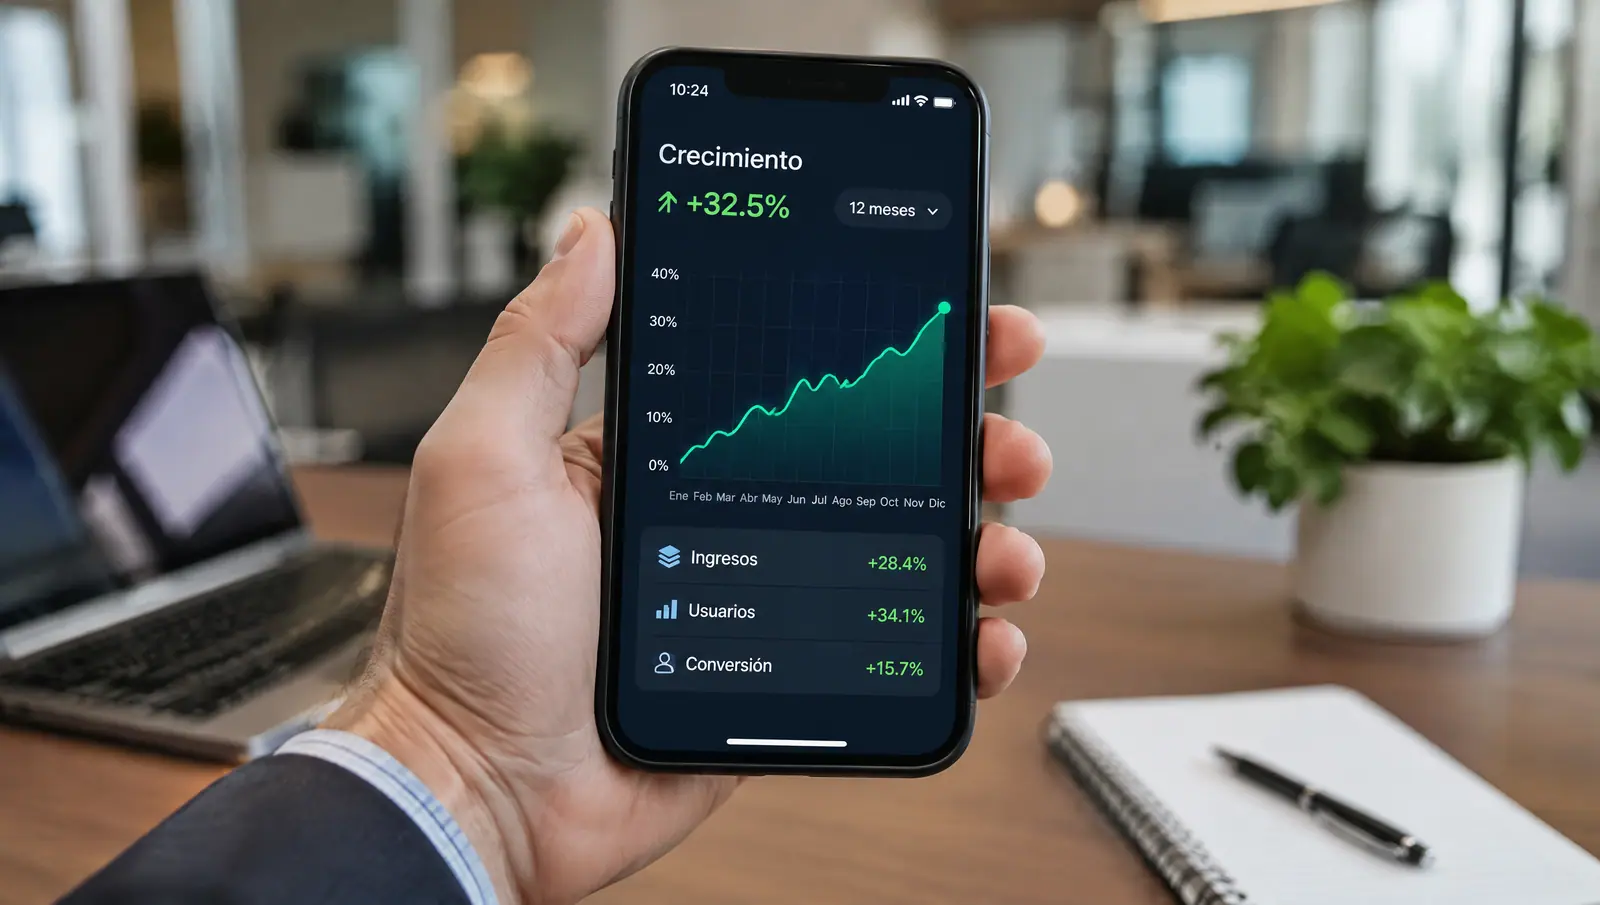 10:24
Crecimiento
+32.5%
12 meses
40%
30%
20%
10%
0%
Ene Feb Mar Abr May Jun Jul Ago Sep Oct Nov Dic
Ingresos +28.4%
Usuarios +34.1%
Conversión +15.7%